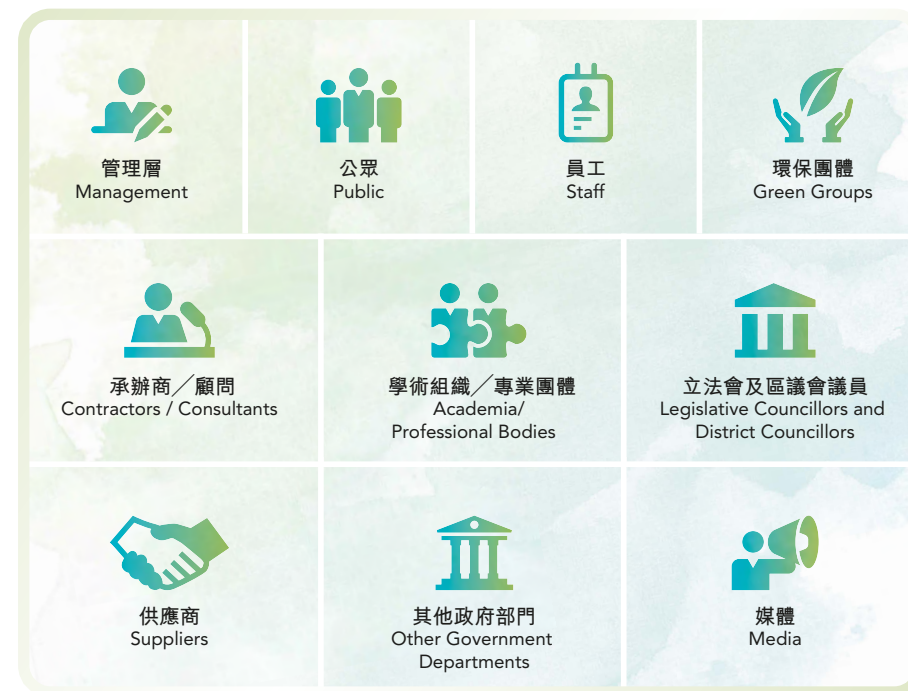 管理層
Management
公眾
Public
員工
Staff
環保團體
Green Groups
承辦商／顧問
Contractors / Consultants
學術組織／專業團體
Academia/
Professional Bodies
立法會及區議會議員
Legislative Councillors and
District Councillors
供應商
Suppliers
其他政府部門
Other Government
Departments
媒體
Media